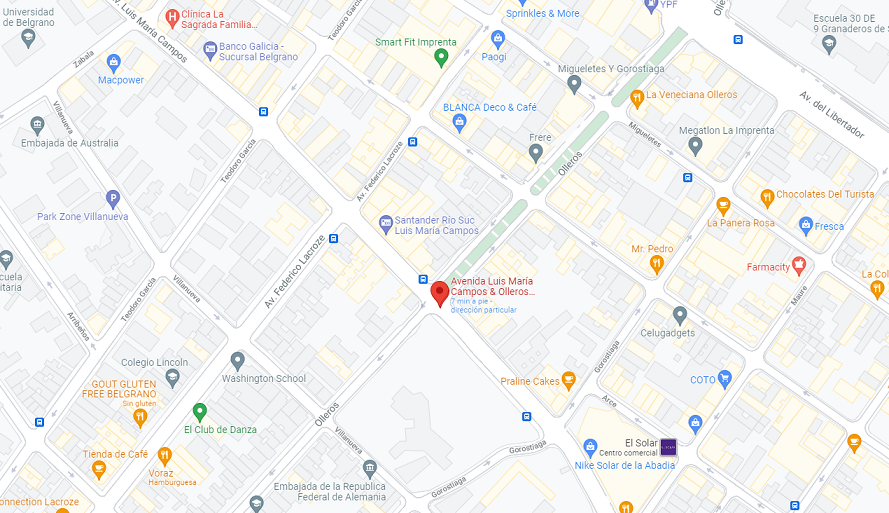 Universidad
de Belgrano
Av. Luis María Campos
Clínica La
Sagrada Familia...
Teodoro García
Sprinkles & More
YPF
Olleros
Escuela 30 DE
9 Granaderos de S
Zabala
Banco Galicia -
Sucursal Belgrano
Smart Fit Imprenta
Paogi
Macpower
Migueletes Y Gorostiaga
La Veneciana Olleros
Av. del Libertador
Villanueva
BLANCA Deco & Café
Embajada de Australia
Teodoro García
Frere
Migueletes
Megatlon La Imprenta
Olleros
Av. Federico Lacroze
Park Zone Villanueva
Chocolates Del Turista
Santander Río Suc
Luis María Campos
La Panera Rosa
Fresca
Av. Federico Lacroze
Mr. Pedro
Farmacity
cuela
itaria
Villanueva
La Col
Avenida Luis María
Campos & Olleros...
7 min a pie -
dirección particular
Maure
Teodoro García
Arribeños
Celugadgets
Gorostiaga
Colegio Lincoln
Washington School
GOUT GLUTEN
FREE BELGRANO
Sin gluten
Praline Cakes
COTO
Arce
Olleros
El Club de Danza
Villanueva
Gorostiaga
El Solar
Centro comercial
Nike Solar de la Abadia
Tienda de Café
Voraz
Hamburguesa
Embajada de la Republica
Federal de Alemania
Gorostiaga
onnection Lacroze